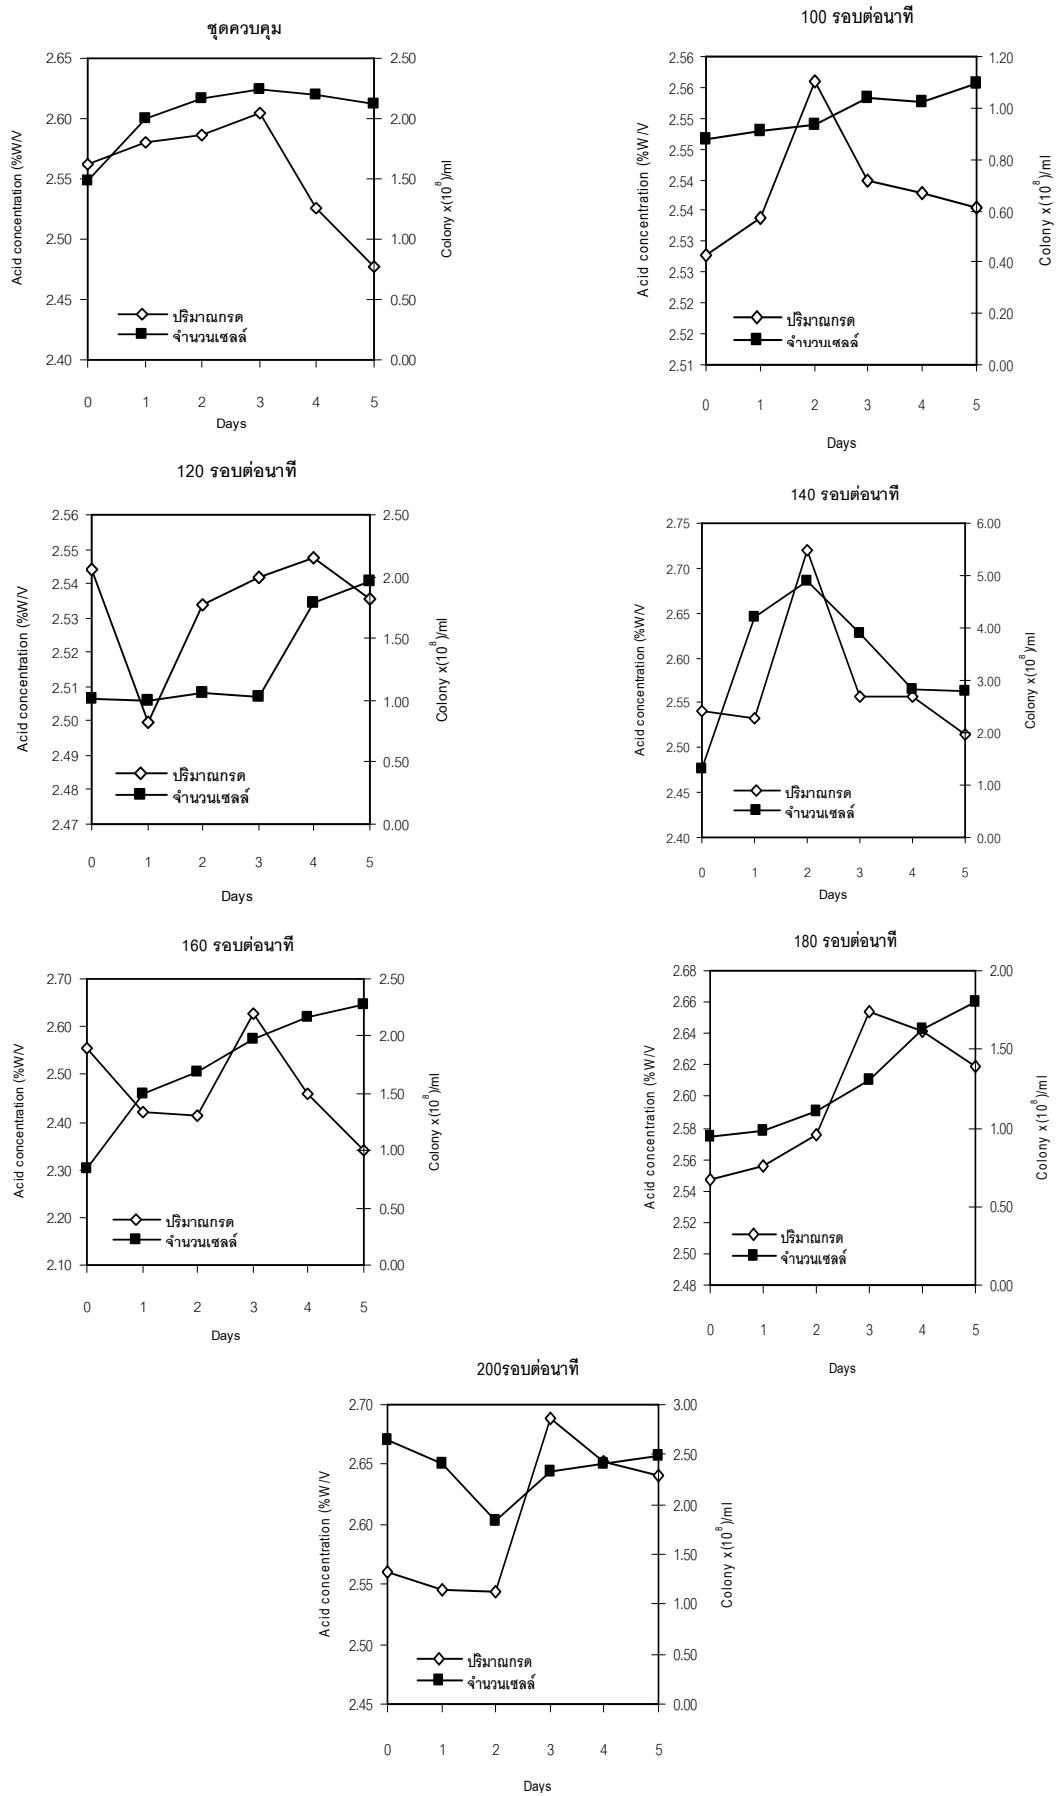 ชุดควบคุม
2.65
2.60
2.55
2.50
2.45
2.40
2.50
2.00
1.50
1.00
0.50
0.00
Acid concentration (%W/V)
Colony x(10⁸)/ml
ปริมาณกรด
จำนวนเซลล์
0 1 2 3 4 5
Days
100 รอบต่อนาที
2.56
2.56
2.55
2.55
2.54
2.54
2.53
2.53
2.52
2.52
2.51
1.20
1.00
0.80
0.60
0.40
0.20
0.00
Acid concentration (%W/V)
Colony x(10⁸)/ml
ปริมาณกรด
จำนวนเซลล์
0 1 2 3 4 5
Days
120 รอบต่อนาที
2.56
2.55
2.54
2.53
2.52
2.51
2.50
2.49
2.48
2.47
2.50
2.00
1.50
1.00
0.50
0.00
Acid concentration (%W/V
Colony x(10⁸)/ml
ปริมาณกรด
จำนวนเซลล์
0 1 2 3 4 5
Days
140 รอบต่อนาที
2.75
2.70
2.65
2.60
2.55
2.50
2.45
2.40
6.00
5.00
4.00
3.00
2.00
1.00
0.00
Acid concentration (%W/V
Colony x(10⁸)/ml
ปริมาณกรด
จำนวนเซลล์
0 1 2 3 4 5
Days
160 รอบต่อนาที
2.70
2.60
2.50
2.40
2.30
2.20
2.10
2.50
2.00
1.50
1.00
0.50
0.00
Acid concentration (%W/V
Colony x(10⁸)/ml
ปริมาณกรด
จำนวนเซลล์
0 1 2 3 4 5
Days
180 รอบต่อนาที
2.68
2.66
2.64
2.62
2.60
2.58
2.56
2.54
2.52
2.50
2.48
2.00
1.50
1.00
0.50
0.00
Acid concentration (%W/V
Colony x(10⁸)/ml
ปริมาณกรด
จำนวนเซลล์
0 1 2 3 4 5
Days
200รอบต่อนาที
2.70
2.65
2.60
2.55
2.50
2.45
3.00
2.50
2.00
1.50
1.00
0.50
0.00
Acid concentration (%W/V
Colony x(10⁸)/ml
ปริมาณกรด
จำนวนเซลล์
0 1 2 3 4 5
Days